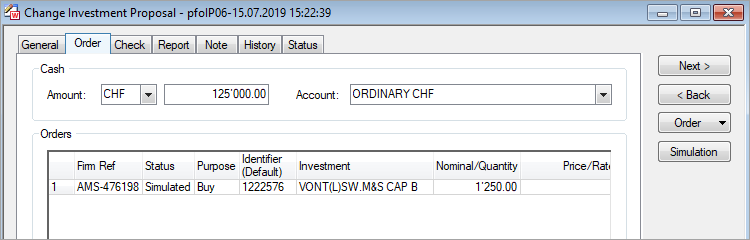 Change Investment Proposal - pfolP06-15.07.2019 15:22:39
General Order Check Report Note History Status
Cash
Amount: CHF 125'000.00 Account: ORDINARY CHF
Next >
< Back
Order
Simulation
Orders
Firm Ref Status Purpose Identifier (Default) Investment Nominal/Quantity Price/Rate
1 AMS-476198 Simulated Buy 1222576 VONT(L)SW.M&S CAP B 1'250.00